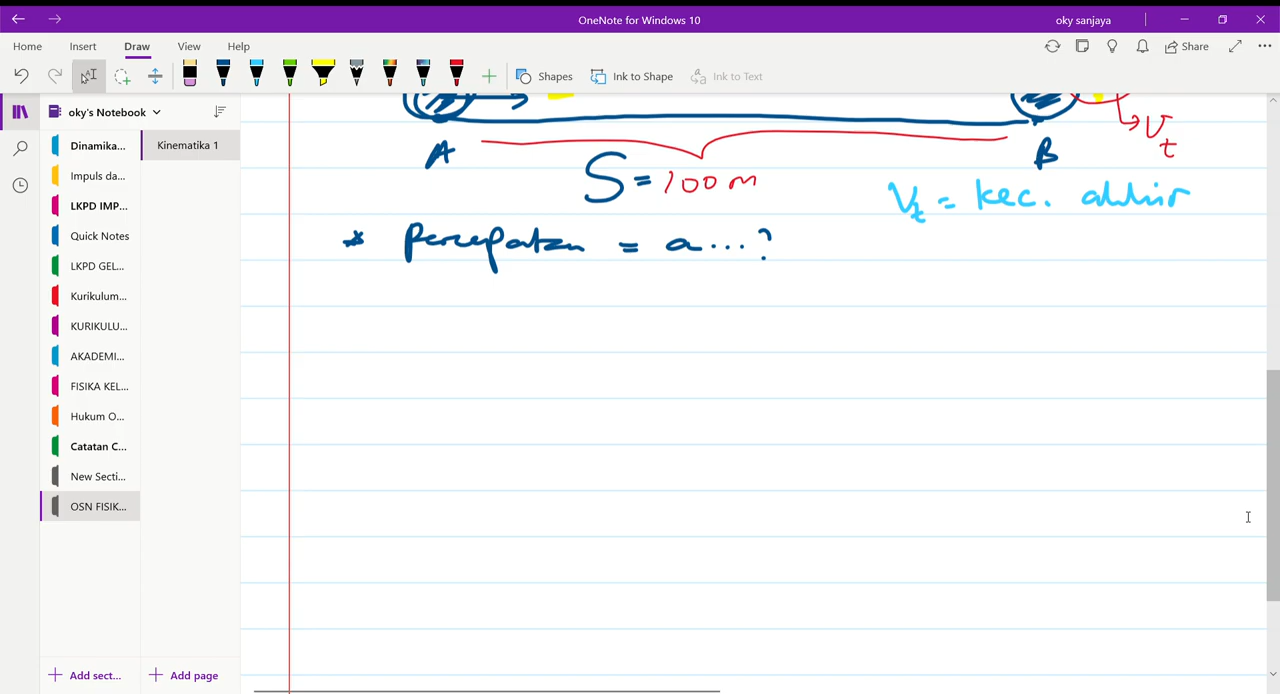 OneNote for Windows 10
oky sanjaya
Home Insert Draw View Help
Share
Shapes
Ink to Shape
Ink to Text
oky's Notebook
Dinamika...
Impuls da...
LKPD IMP...
Quick Notes
LKPD GEL...
Kurikulum...
KURIKULU...
AKADEMI...
FISIKA KEL...
Hukum O...
Catatan C...
New Secti...
OSN FISIK...
Add sect...
Kinematika 1
Add page
A
B
Vt
S = 100 m
Vt = kec. akhir
* Percepatan = a...?